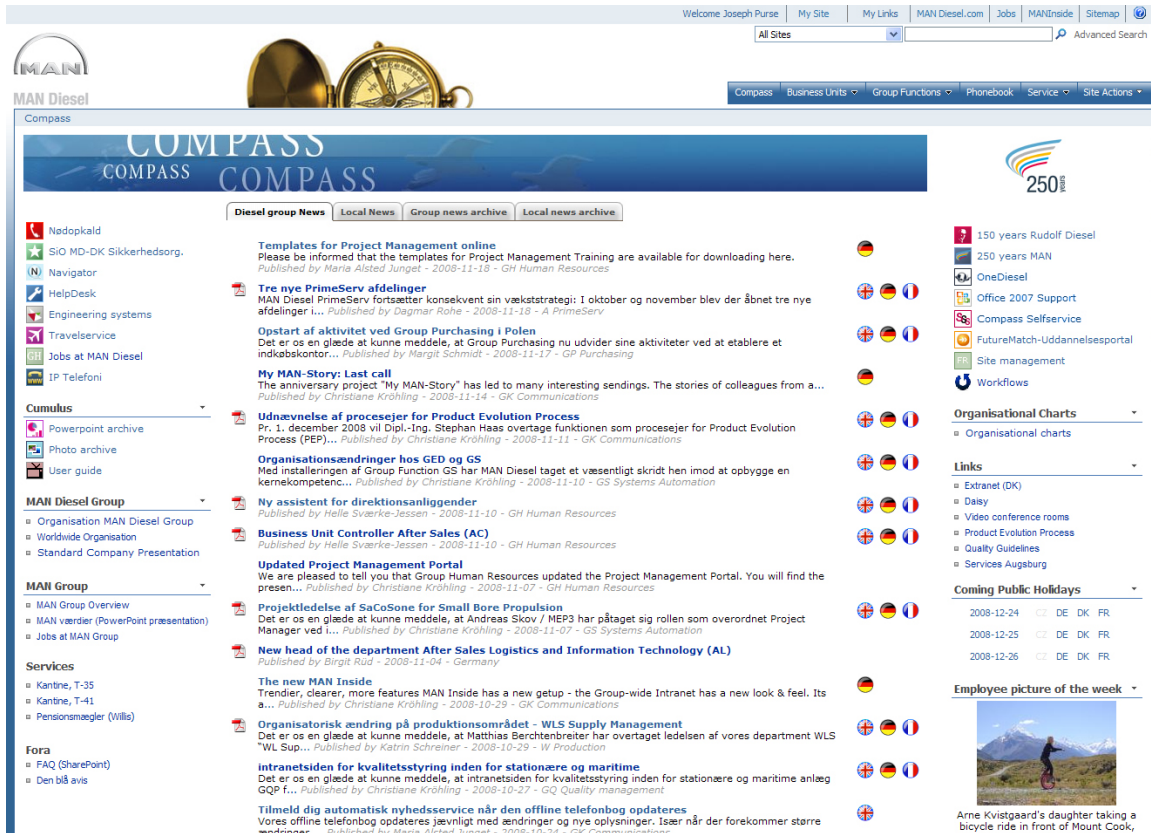 Welcome Joseph Purse My Site My Links MAN Diesel.com Jobs MANInside Sitemap
All Sites Advanced Search
MAN
MAN Diesel
Compass Business Units Group Functions Phonebook Service Site Actions
Compass
COMPASS
COMPASS
COMPASS
250 years
Diesel group News Local News Group news archive Local news archive
Nødopkald
SiO MD-DK Sikkerhedsorg.
Navigator
HelpDesk
Engineering systems
Travelservice
GH Jobs at MAN Diesel
IP Telefoni
Cumulus
Powerpoint archive
Photo archive
User guide
MAN Diesel Group
Organisation MAN Diesel Group
Worldwide Organisation
Standard Company Presentation
MAN Group
MAN Group Overview
MAN værdier (PowerPoint præsentation)
Jobs at MAN Group
Services
Kantine, T-35
Kantine, T-41
Pensionsmægler (Willis)
Fora
FAQ (SharePoint)
Den blå avis
Templates for Project Management online
Please be informed that the templates for Project Management Training are available for downloading here.
Published by Maria Alsted Junget - 2008-11-18 - GH Human Resources
Tre nye PrimeServ afdelinger
MAN Diesel PrimeServ fortsætter konsekvent sin vækststrategi: I oktober og november blev der åbnet tre nye
afdelinger i... Published by Dagmar Rohe - 2008-11-18 - A PrimeServ
Opstart af aktivitet ved Group Purchasing i Polen
Det er os en glæde at kunne meddele, at Group Purchasing nu udvider sine aktiviteter ved at etablere et
indkøbskontor... Published by Margit Schmidt - 2008-11-17 - GP Purchasing
My MAN-Story: Last call
The anniversary project "My MAN-Story" has led to many interesting sendings. The stories of colleagues from a...
Published by Christiane Kröhling - 2008-11-14 - GK Communications
Udnævnelse af procesejer for Product Evolution Process
Pr. 1. december 2008 vil Dipl.-Ing. Stephan Haas overtage funktionen som procesejer for Product Evolution
Process (PEP)... Published by Christiane Kröhling - 2008-11-11 - GK Communications
Organisationsændringer hos GED og GS
Med installeringen af Group Function GS har MAN Diesel taget et væsentligt skridt hen imod at opbygge en
kernekompetenc... Published by Christiane Kröhling - 2008-11-10 - GS Systems Automation
Ny assistent for direktionsanliggender
Published by Helle Sværke-Jessen - 2008-11-10 - GH Human Resources
Business Unit Controller After Sales (AC)
Published by Helle Sværke-Jessen - 2008-11-10 - GH Human Resources
Updated Project Management Portal
We are pleased to tell you that Group Human Resources updated the Project Management Portal. You will find the
presen... Published by Christiane Kröhling - 2008-11-07 - GH Human Resources
Projektledelse af SaCoSone for Small Bore Propulsion
Det er os en glæde at kunne meddele, at Andreas Skov / MEP3 har påtaget sig rollen som overordnet Project
Manager ved i... Published by Christiane Kröhling - 2008-11-07 - GS Systems Automation
New head of the department After Sales Logistics and Information Technology (AL)
Published by Birgit Rüd - 2008-11-04 - Germany
The new MAN Inside
Trendier, clearer, more features MAN Inside has a new getup - the Group-wide Intranet has a new look & feel. Its
a... Published by Christiane Kröhling - 2008-10-29 - GK Communications
Organisatorisk ændring på produktionsområdet - WLS Supply Management
Det er os en glæde at kunne meddele, at Matthias Berchtenbreiter har overtaget ledelsen af vores department WLS
"WL Sup... Published by Katrin Schreiner - 2008-10-29 - W Production
intranetsiden for kvalitetsstyring inden for stationære og maritime
Det er os en glæde at kunne meddele, at intranetsiden for kvalitetsstyring inden for stationære og maritime anlæg
GQP f... Published by Christiane Kröhling - 2008-10-27 - GQ Quality management
Tilmeld dig automatisk nyhedsservice når den offline telefonbog opdateres
Vores offline telefonbog opdateres jævnligt med ændringer og nye oplysninger. Især når der forekommer større
ændringer... Published by Maria Alsted Junget - 2008-10-24 - GK Communications
150 years Rudolf Diesel
250 years MAN
OneDiesel
Office 2007 Support
Compass Selfservice
FutureMatch-Uddannelsesportal
FR Site management
Workflows
Organisational Charts
Organisational charts
Links
Extranet (DK)
Daisy
Video conference rooms
Product Evolution Process
Quality Guidelines
Services Augsburg
Coming Public Holidays
2008-12-24 CZ DE DK FR
2008-12-25 CZ DE DK FR
2008-12-26 CZ DE DK FR
Employee picture of the week
Arne Kvistgaard's daughter taking a
bicycle ride in front of Mount Cook,